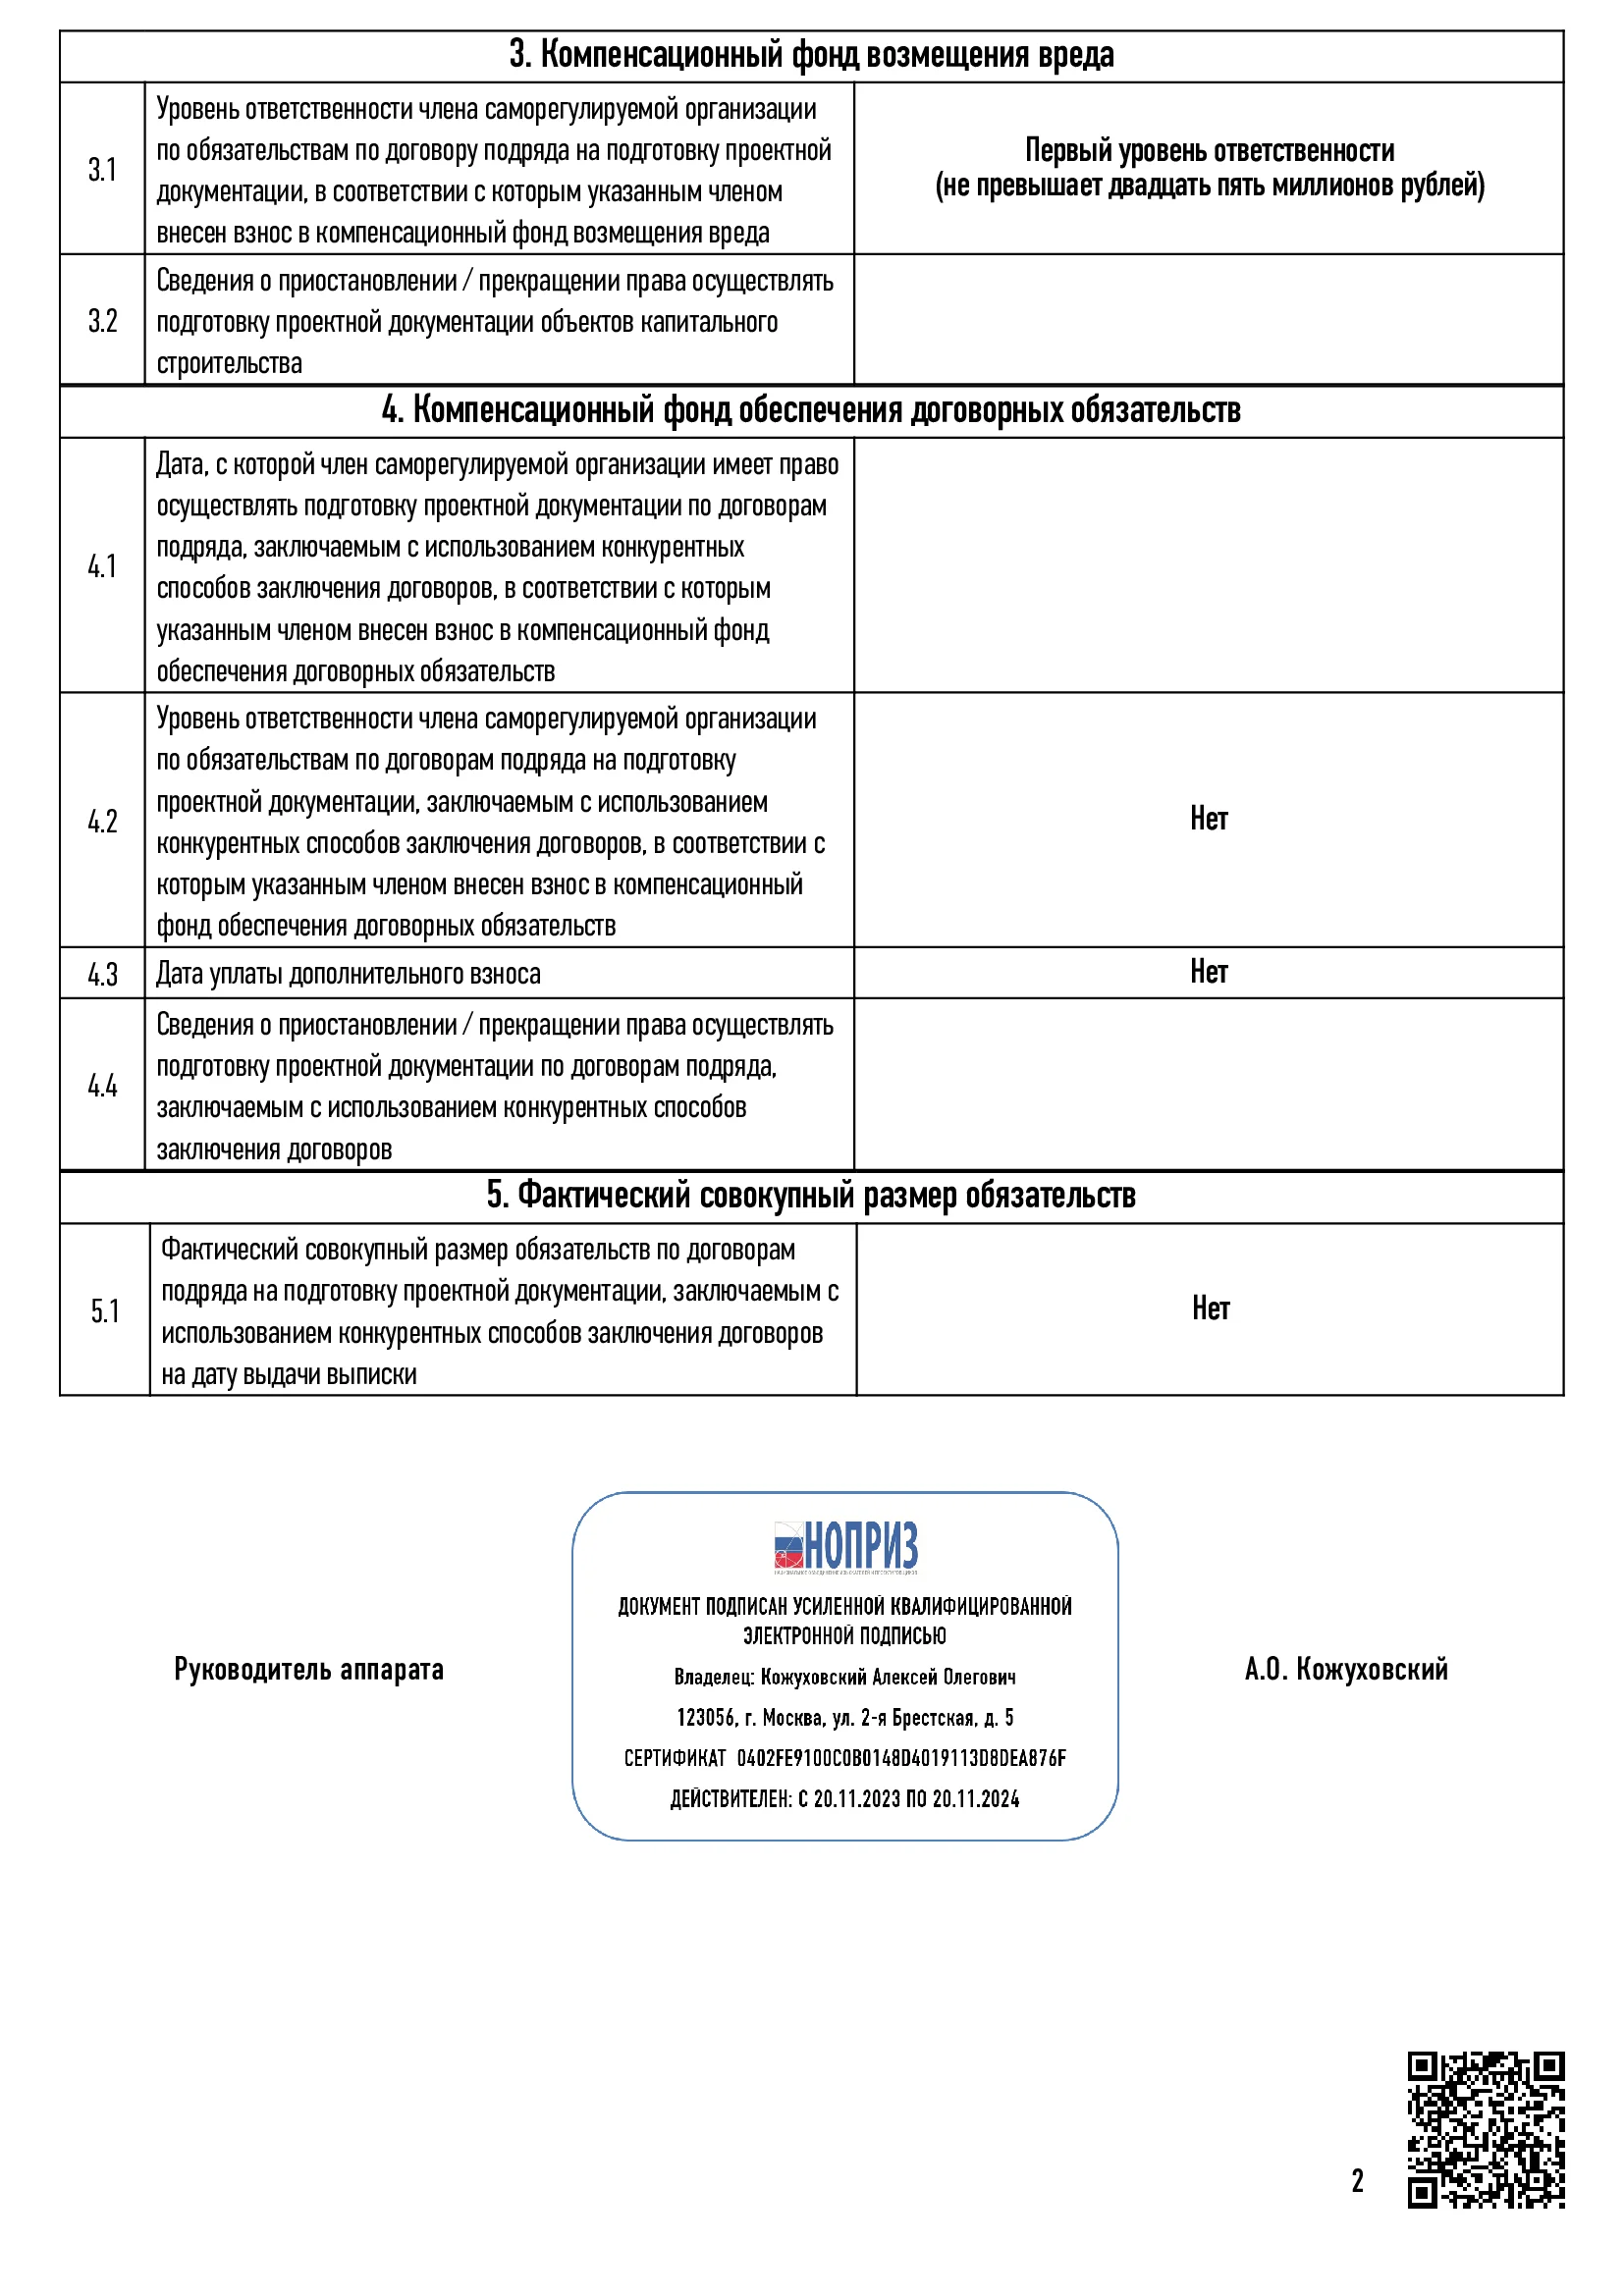 3. Компенсационный фонд возмещения вреда
3.1
Уровень ответственности члена саморегулируемой организации
по обязательствам по договору подряда на подготовку проектной
документации, в соответствии с которым указанным членом
внесен взнос в компенсационный фонд возмещения вреда
Первый уровень ответственности
(не превышает двадцать пять миллионов рублей)
3.2
Сведения о приостановлении / прекращении права осуществлять
подготовку проектной документации объектов капитального
строительства
4. Компенсационный фонд обеспечения договорных обязательств
4.1
Дата, с которой член саморегулируемой организации имеет право
осуществлять подготовку проектной документации по договорам
подряда, заключаемым с использованием конкурентных
способов заключения договоров, в соответствии с которым
указанным членом внесен взнос в компенсационный фонд
обеспечения договорных обязательств
4.2
Уровень ответственности члена саморегулируемой организации
по обязательствам по договорам подряда на подготовку
проектной документации, заключаемым с использованием
конкурентных способов заключения договоров, в соответствии с
которым указанным членом внесен взнос в компенсационный
фонд обеспечения договорных обязательств
Нет
4.3
Дата уплаты дополнительного взноса
Нет
4.4
Сведения о приостановлении / прекращении права осуществлять
подготовку проектной документации по договорам подряда,
заключаемым с использованием конкурентных способов
заключения договоров
5. Фактический совокупный размер обязательств
5.1
Фактический совокупный размер обязательств по договорам
подряда на подготовку проектной документации, заключаемым с
использованием конкурентных способов заключения договоров
на дату выдачи выписки
Нет
Руководитель аппарата
НОПРИЗ
ДОКУМЕНТ ПОДПИСАН УСИЛЕННОЙ КВАЛИФИЦИРОВАННОЙ
ЭЛЕКТРОННОЙ ПОДПИСЬЮ
Владелец: Кожуховский Алексей Олегович
123056, г. Москва, ул. 2-я Брестская, д. 5
СЕРТИФИКАТ 0402FE9100C0B0148D4019113D8DEA876F
ДЕЙСТВИТЕЛЕН: С 20.11.2023 ПО 20.11.2024
А.О. Кожуховский
2